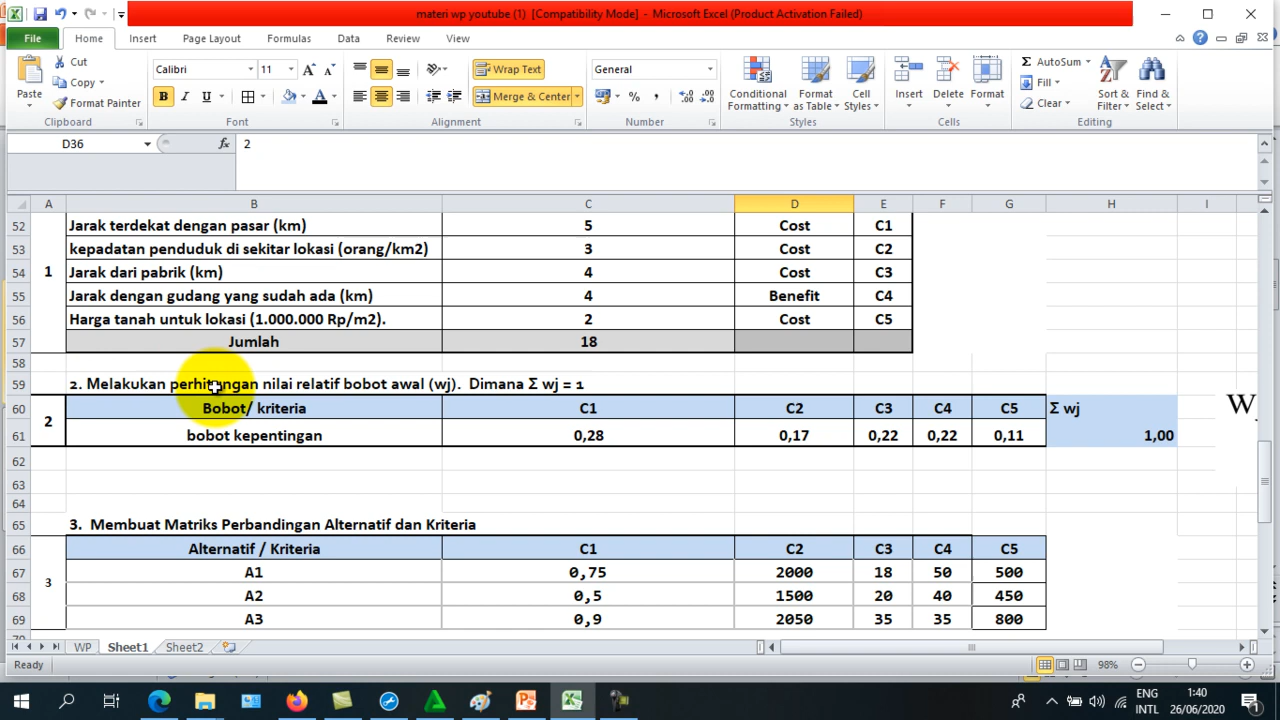 materi wp youtube (1) [Compatibility Mode] - Microsoft Excel (Product Activation Failed)
File Home Insert Page Layout Formulas Data Review View
Paste
Cut
Copy
Format Painter
Clipboard
Calibri 11
B I U
Font
Wrap Text
Merge & Center
Alignment
General
%
Number
Conditional Formatting
Format as Table
Cell Styles
Styles
Insert Delete Format
Cells
AutoSum
Fill
Clear
Sort & Filter
Find & Select
Editing
D36 fx 2
A B C D E F G H I
52 Jarak terdekat dengan pasar (km) 5 Cost C1
53 kepadatan penduduk di sekitar lokasi (orang/km2) 3 Cost C2
54 1 Jarak dari pabrik (km) 4 Cost C3
55 Jarak dengan gudang yang sudah ada (km) 4 Benefit C4
56 Harga tanah untuk lokasi (1.000.000 Rp/m2). 2 Cost C5
57 Jumlah 18
58
59 2. Melakukan perhitungan nilai relatif bobot awal (wj). Dimana Σ wj = 1
60 2 Bobot/ kriteria C1 C2 C3 C4 C5 Σ wj
61 bobot kepentingan 0,28 0,17 0,22 0,22 0,11 1,00
62
63
64
65 3. Membuat Matriks Perbandingan Alternatif dan Kriteria
66 Alternatif / Kriteria C1 C2 C3 C4 C5
67 3 A1 0,75 2000 18 50 500
68 A2 0,5 1500 20 40 450
69 A3 0,9 2050 35 35 800
WP Sheet1 Sheet2
Ready 98%
ENG 1:40
INTL 26/06/2020